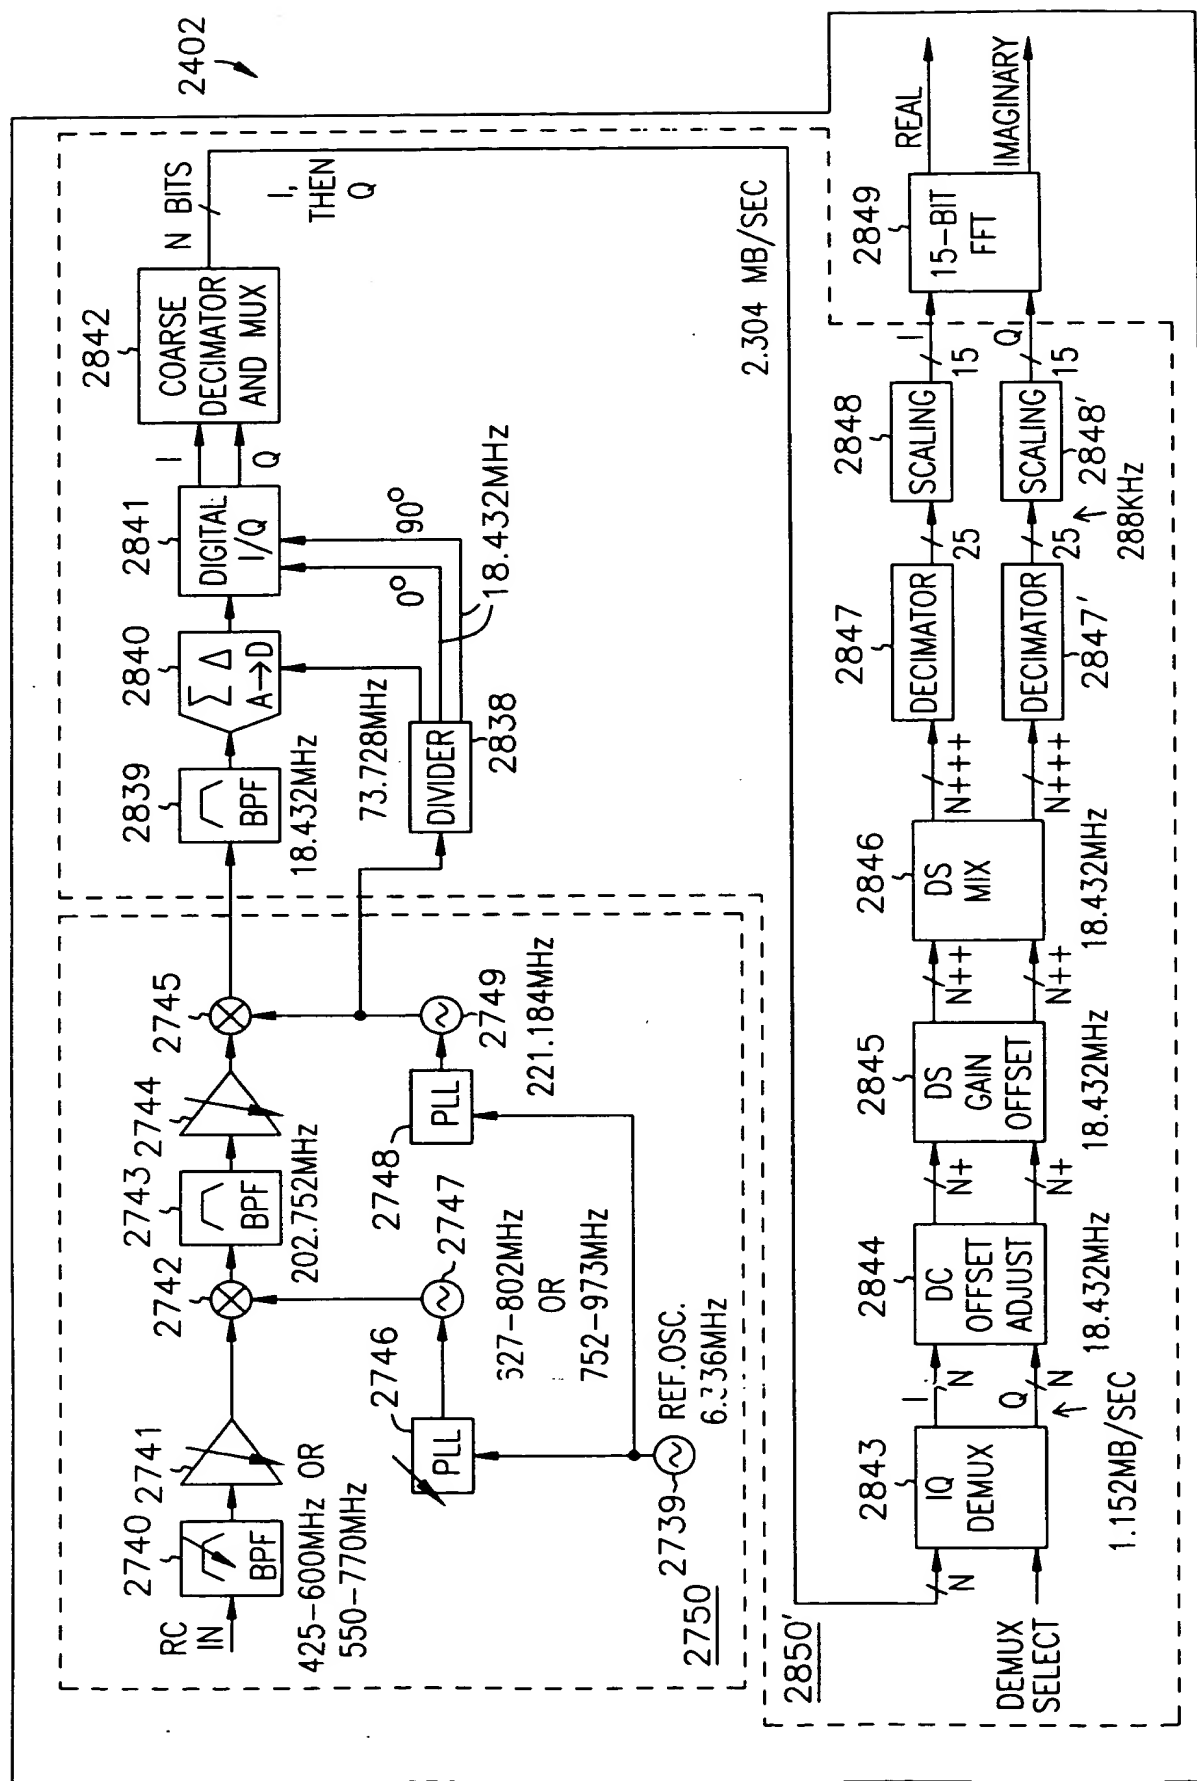 2402
RC
IN
2740
BPF
425-600MHz OR
550-770MHz
2741
2742
2743
BPF
202.752MHz
2744
2745
2746
PLL
2747
627-802MHz
OR
752-973MHz
2748
PLL
2749
221.184MHz
REF.OSC.
2739
2750
2839
BPF
18.432MHz
2840
Σ Δ
A→D
2841
DIGITAL
I/Q
I
Q
2842
COARSE
DECIMATOR
AND MUX
N BITS
I,
THEN
Q
73.728MHz
DIVIDER
2838
0°
90°
18.432MHz
2.304 MB/SEC
2850'
DEMUX
SELECT
N
2843
IQ
DEMUX
I
N
Q
N
1.152MB/SEC
2844
DC
OFFSET
ADJUST
18.432MHz
N+
N+
2845
DS
GAIN
OFFSET
18.432MHz
N++
N++
2846
DS
MIX
18.432MHz
N+++
N+++
2847
DECIMATOR
DECIMATOR
2847'
25
25
288KHz
2848
SCALING
SCALING
2848'
I
15
Q
15
2849
15-BIT
FFT
REAL
IMAGINARY